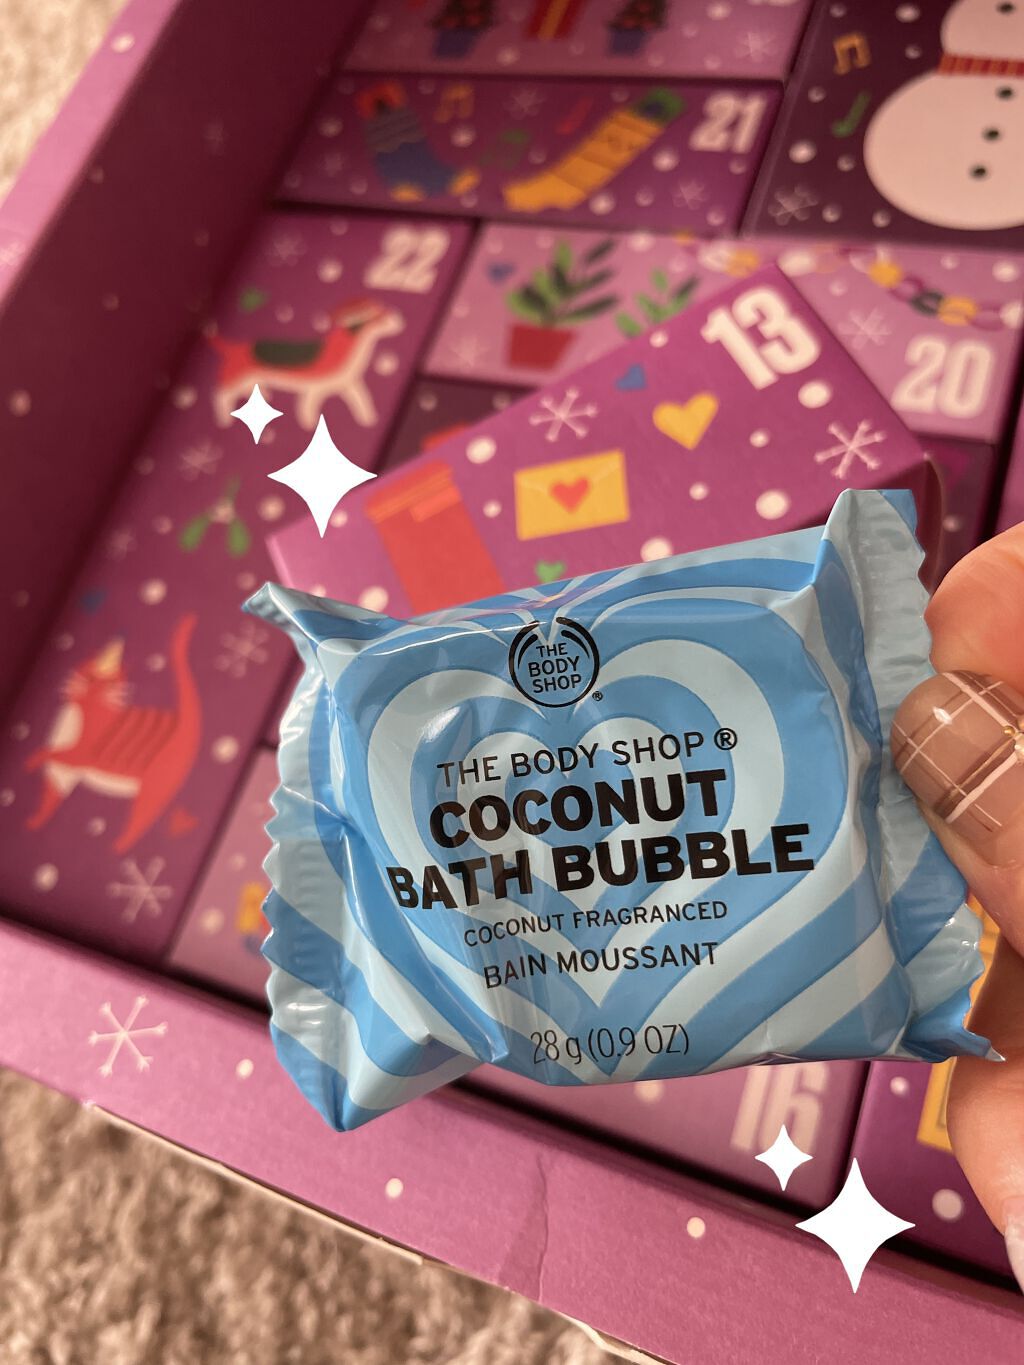 21
22
13
20
THE
BODY
SHOP
®
THE BODY SHOP ®
COCONUT
BATH BUBBLE
COCONUT FRAGRANCED
BAIN MOUSSANT
28 g (0.9 OZ)
16